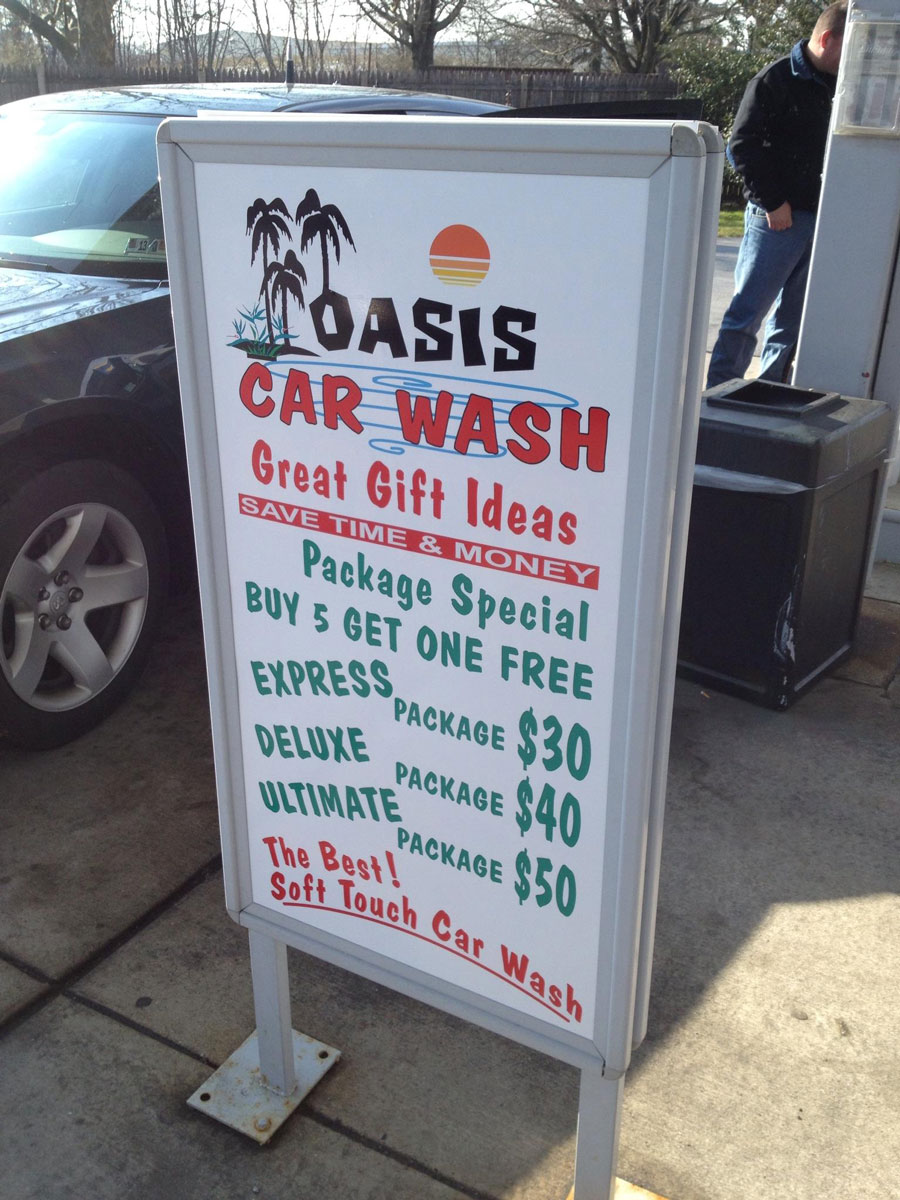 OASIS
CAR WASH
Great Gift Ideas
SAVE TIME & MONEY
Package Special
BUY 5 GET ONE FREE
EXPRESS PACKAGE $30
DELUXE PACKAGE $40
ULTIMATE PACKAGE $50
The Best!
Soft Touch Car Wash